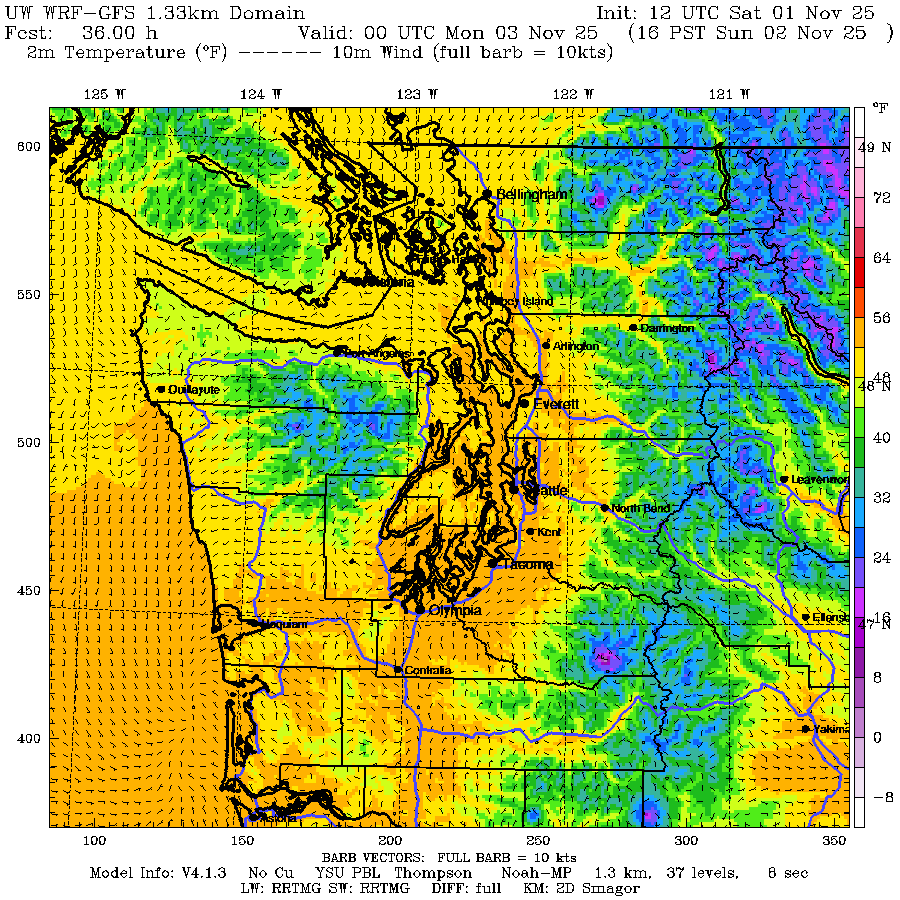 UW WRF-GFS 1.33km Domain Init: 12 UTC Sat 01 Nov 25
Fcst: 36.00 h Valid: 00 UTC Mon 03 Nov 25 (16 PST Sun 02 Nov 25 )
2m Temperature (°F) ------ 10m Wind (full barb = 10kts)
125 W 124 W 123 W 122 W 121 W
°F
600 49 N
Bellingham
72
64
550 Island
56
Darrington
Arlington
Port Angeles
48
Quillayute 48 N
Everett
500 40
Leavenwor
Seattle 32
North Bend
Kent
Tacoma 24
450
Olympia 16
Hoquiam Ellensb 47 N
Centralia
8
Yakima
400 0
-8
Astoria
100 150 200 250 300 350
BARB VECTORS: FULL BARB = 10 kts
Model Info: V4.1.3 No Cu YSU PBL Thompson Noah-MP 1.3 km, 37 levels, 8 sec
LW: RRTMG SW: RRTMG DIFF: full KM: 2D Smagor